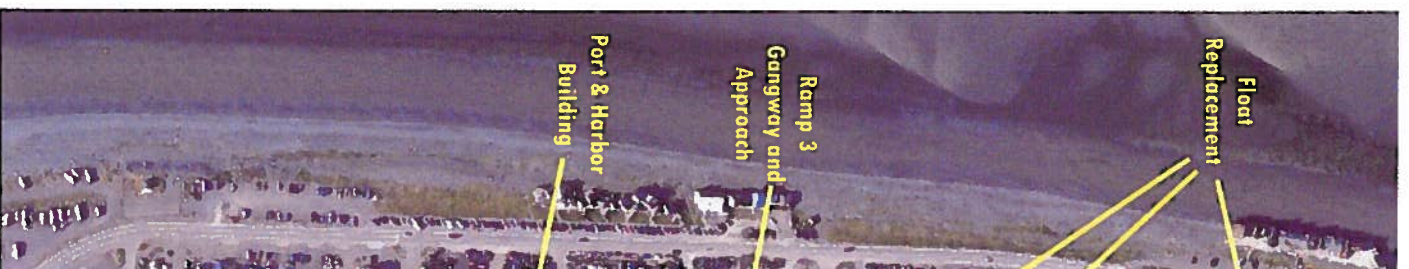 Float
Replacement
Ramp 3
Gangway and
Approach
Port & Harbor
Building